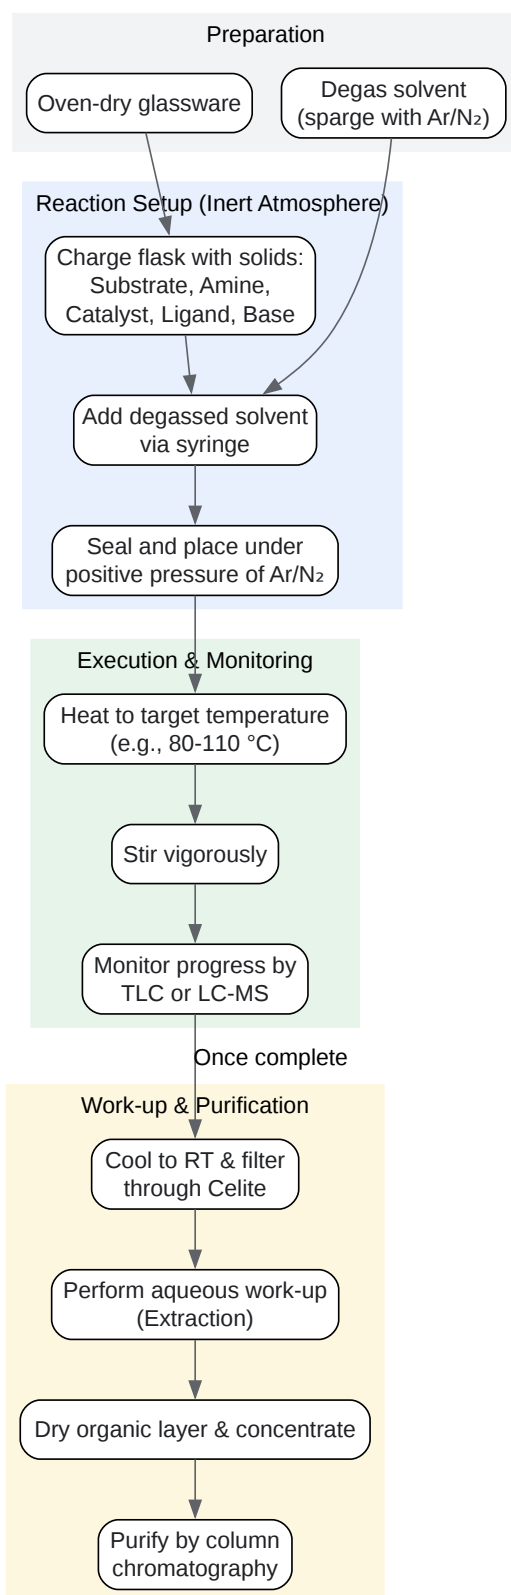 Preparation
Oven-dry glassware
Degas solvent
(sparge with Ar/N₂)
Reaction Setup (Inert Atmosphere)
Charge flask with solids:
Substrate, Amine,
Catalyst, Ligand, Base
Add degassed solvent
via syringe
Seal and place under
positive pressure of Ar/N₂
Execution & Monitoring
Heat to target temperature
(e.g., 80-110 °C)
Stir vigorously
Monitor progress by
TLC or LC-MS
Once complete
Work-up & Purification
Cool to RT & filter
through Celite
Perform aqueous work-up
(Extraction)
Dry organic layer & concentrate
Purify by column
chromatography